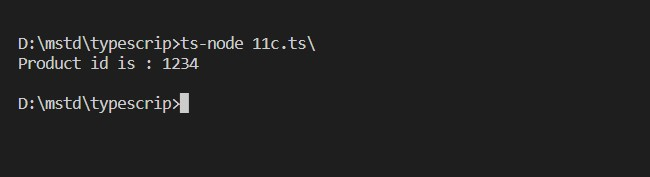 D:\mstd\typescrip>ts-node 11c.ts\
Product id is : 1234
D:\mstd\typescrip>